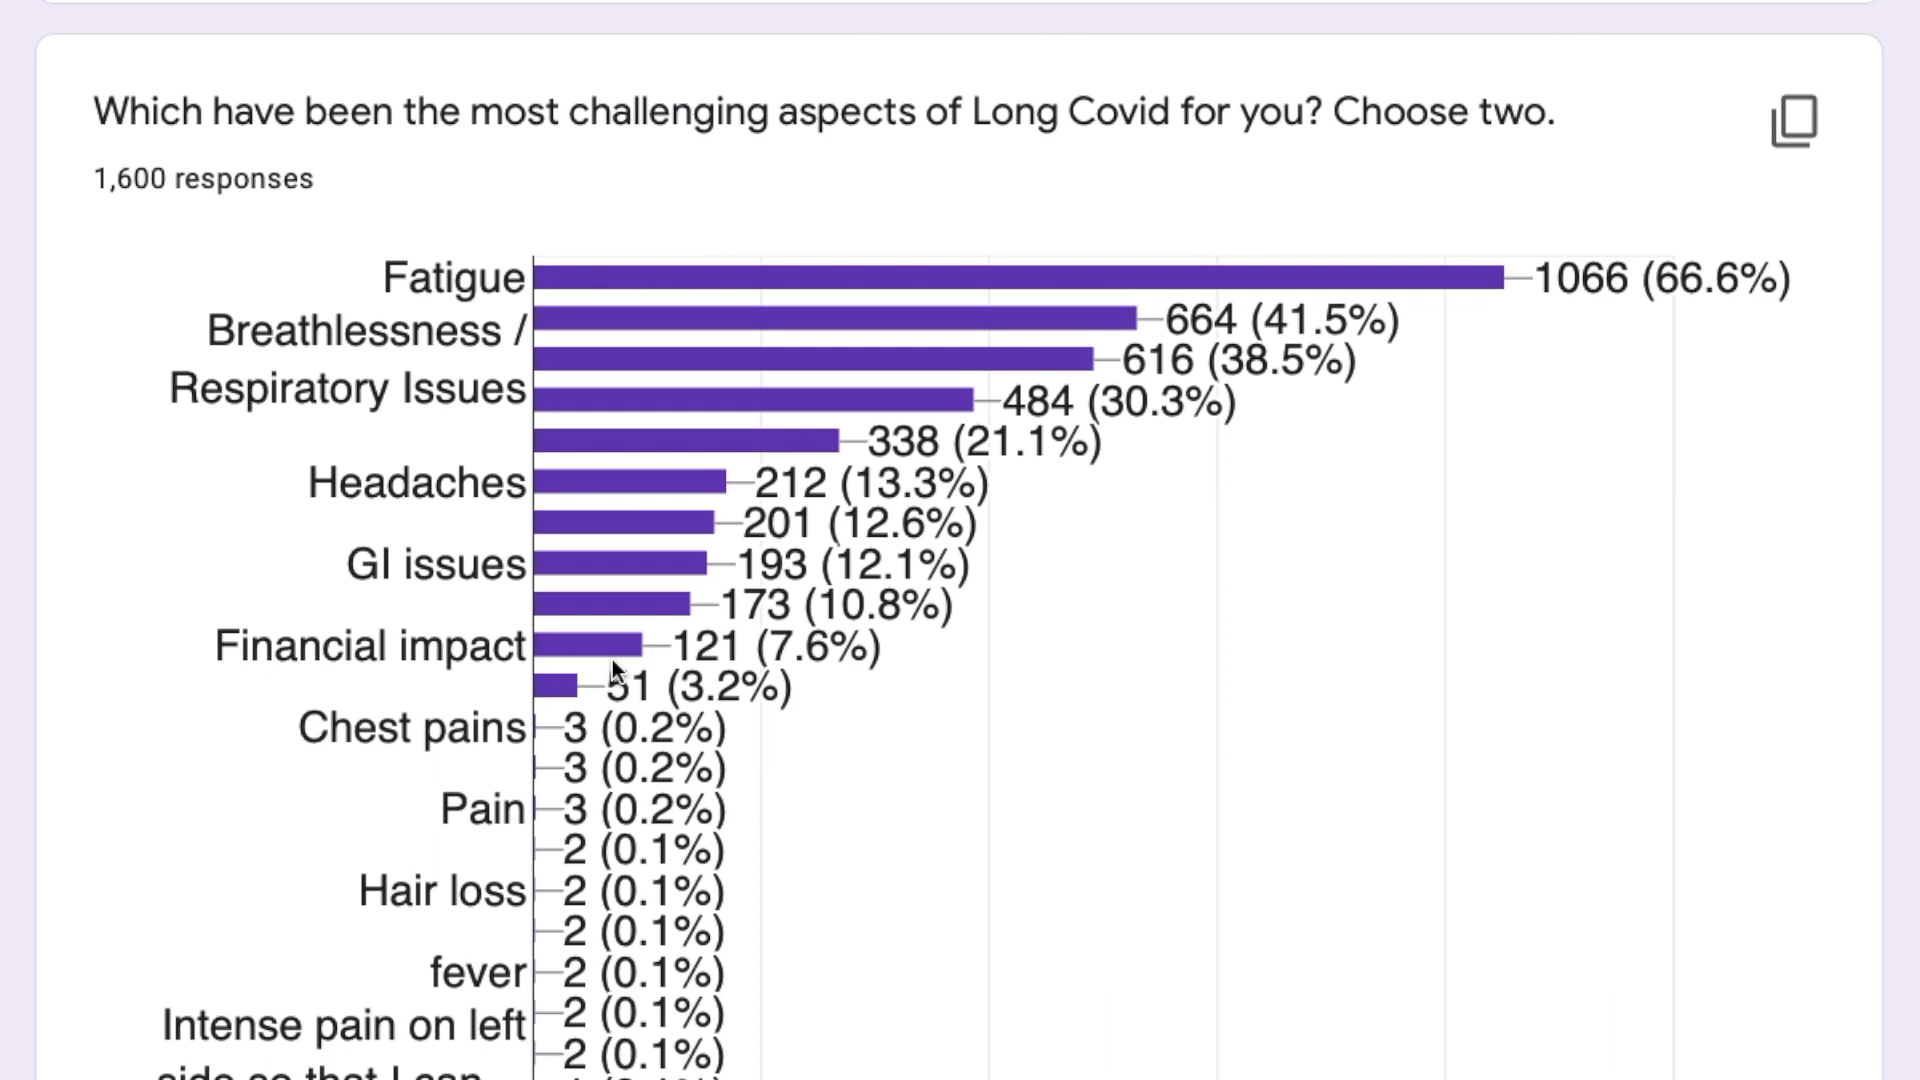 Which have been the most challenging aspects of Long Covid for you? Choose two.
1,600 responses
Fatigue 1066 (66.6%)
Breathlessness / 664 (41.5%)
616 (38.5%)
Respiratory Issues 484 (30.3%)
338 (21.1%)
Headaches 212 (13.3%)
201 (12.6%)
GI issues 193 (12.1%)
173 (10.8%)
Financial impact 121 (7.6%)
51 (3.2%)
Chest pains 3 (0.2%)
3 (0.2%)
Pain 3 (0.2%)
2 (0.1%)
Hair loss 2 (0.1%)
2 (0.1%)
fever 2 (0.1%)
Intense pain on left 2 (0.1%)
2 (0.1%)
side so that I can